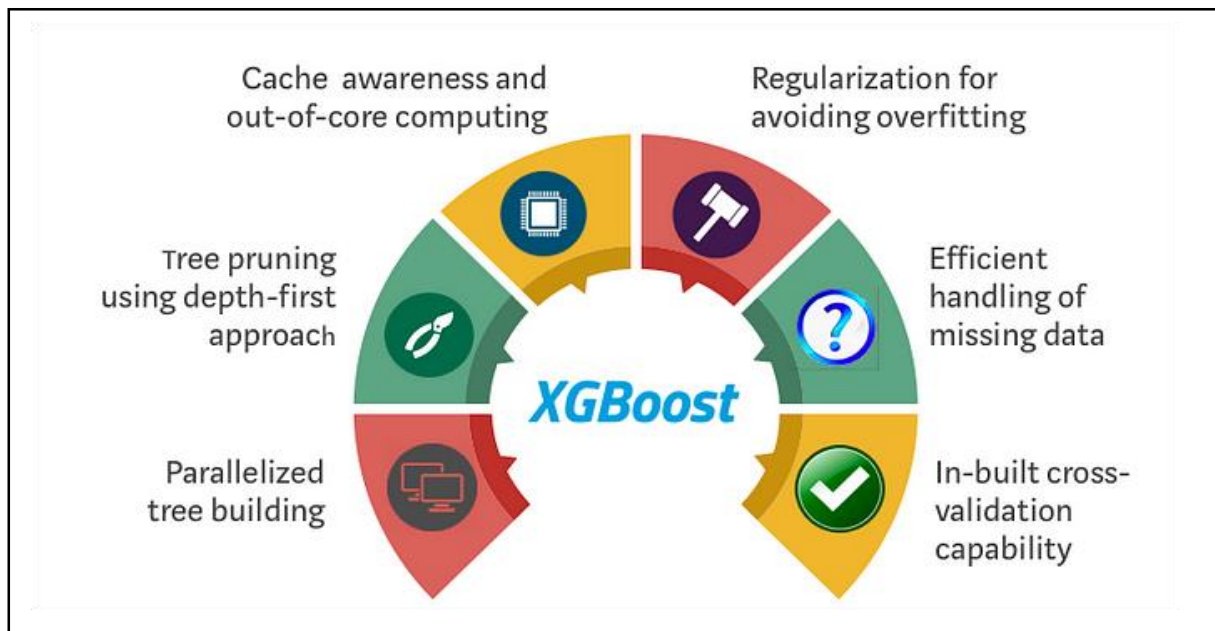 Cache awareness and
out-of-core computing
Regularization for
avoiding overfitting
Tree pruning
using depth-first
approach
Efficient
handling of
missing data
?
XGBoost
Parallelized
tree building
In-built cross-
validation
capability